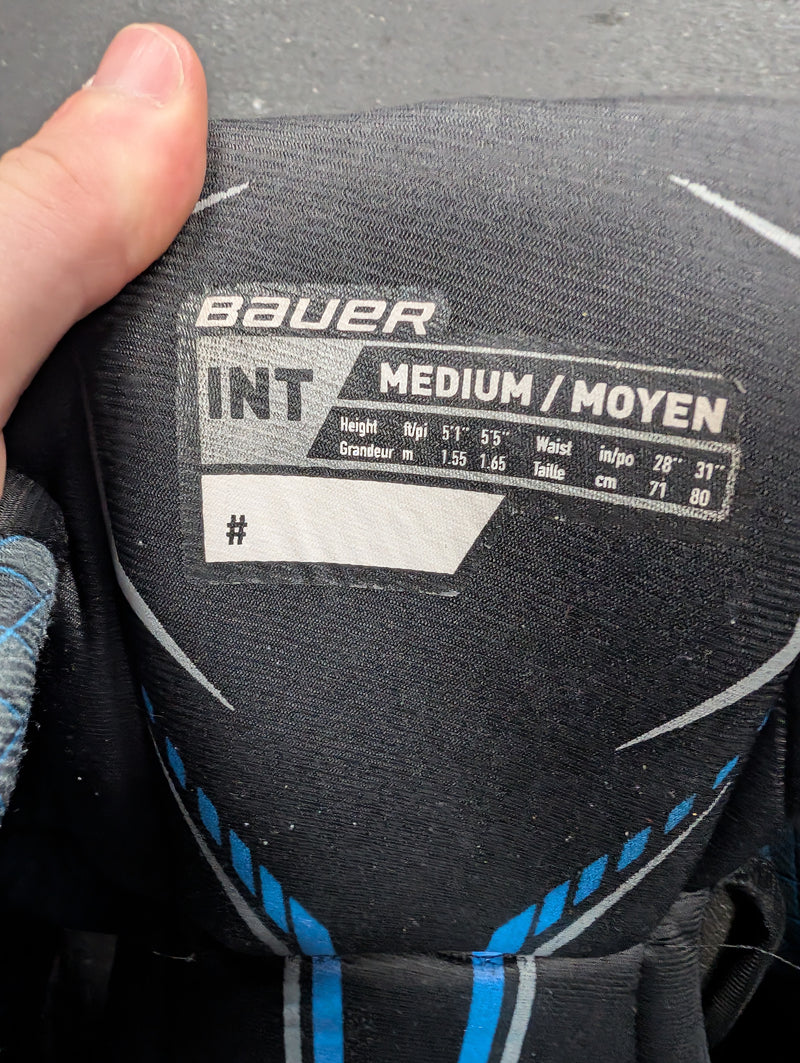 BAUER
INT MEDIUM / MOYEN
Height ft/pi 5'1" 5'5" Waist in/po 28" 31"
Grandeur m 1.55 1.65 Taille cm 71 80
#